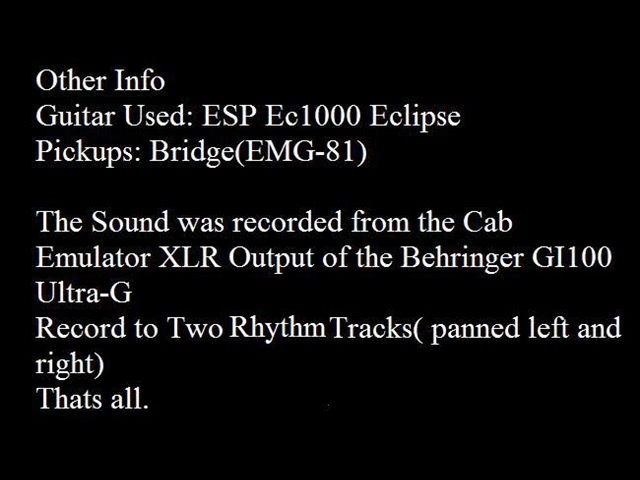 Other Info
Guitar Used: ESP Ec1000 Eclipse
Pickups: Bridge(EMG-81)
The Sound was recorded from the Cab
Emulator XLR Output of the Behringer GI100
Ultra-G
Record to Two Rhythm Tracks( panned left and
right)
Thats all.